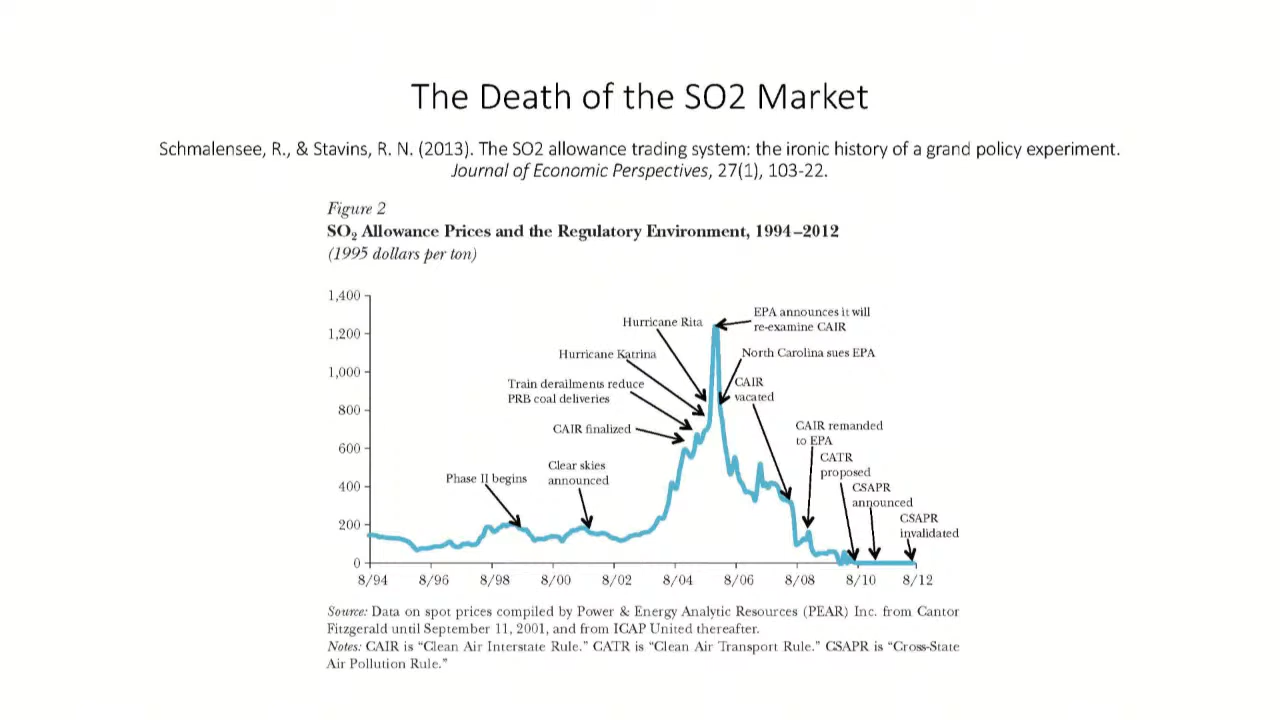 The Death of the SO2 Market
Schmalensee, R., & Stavins, R. N. (2013). The SO2 allowance trading system: the ironic history of a grand policy experiment.
Journal of Economic Perspectives, 27(1), 103-22.
Figure 2
SO₂ Allowance Prices and the Regulatory Environment, 1994–2012
(1995 dollars per ton)
1,400
1,200
1,000
800
600
400
200
0
Hurricane Rita
EPA announces it will
re-examine CAIR
Hurricane Katrina
North Carolina sues EPA
Train derailments reduce
PRB coal deliveries
CAIR
vacated
CAIR finalized
CAIR remanded
to EPA
Phase II begins
Clear skies
announced
CATR
proposed
CSAPR
announced
CSAPR
invalidated
8/94 8/96 8/98 8/00 8/02 8/04 8/06 8/08 8/10 8/12
Source: Data on spot prices compiled by Power & Energy Analytic Resources (PEAR) Inc. from Cantor
Fitzgerald until September 11, 2001, and from ICAP United thereafter.
Notes: CAIR is “Clean Air Interstate Rule.” CATR is “Clean Air Transport Rule.” CSAPR is “Cross-State
Air Pollution Rule.”